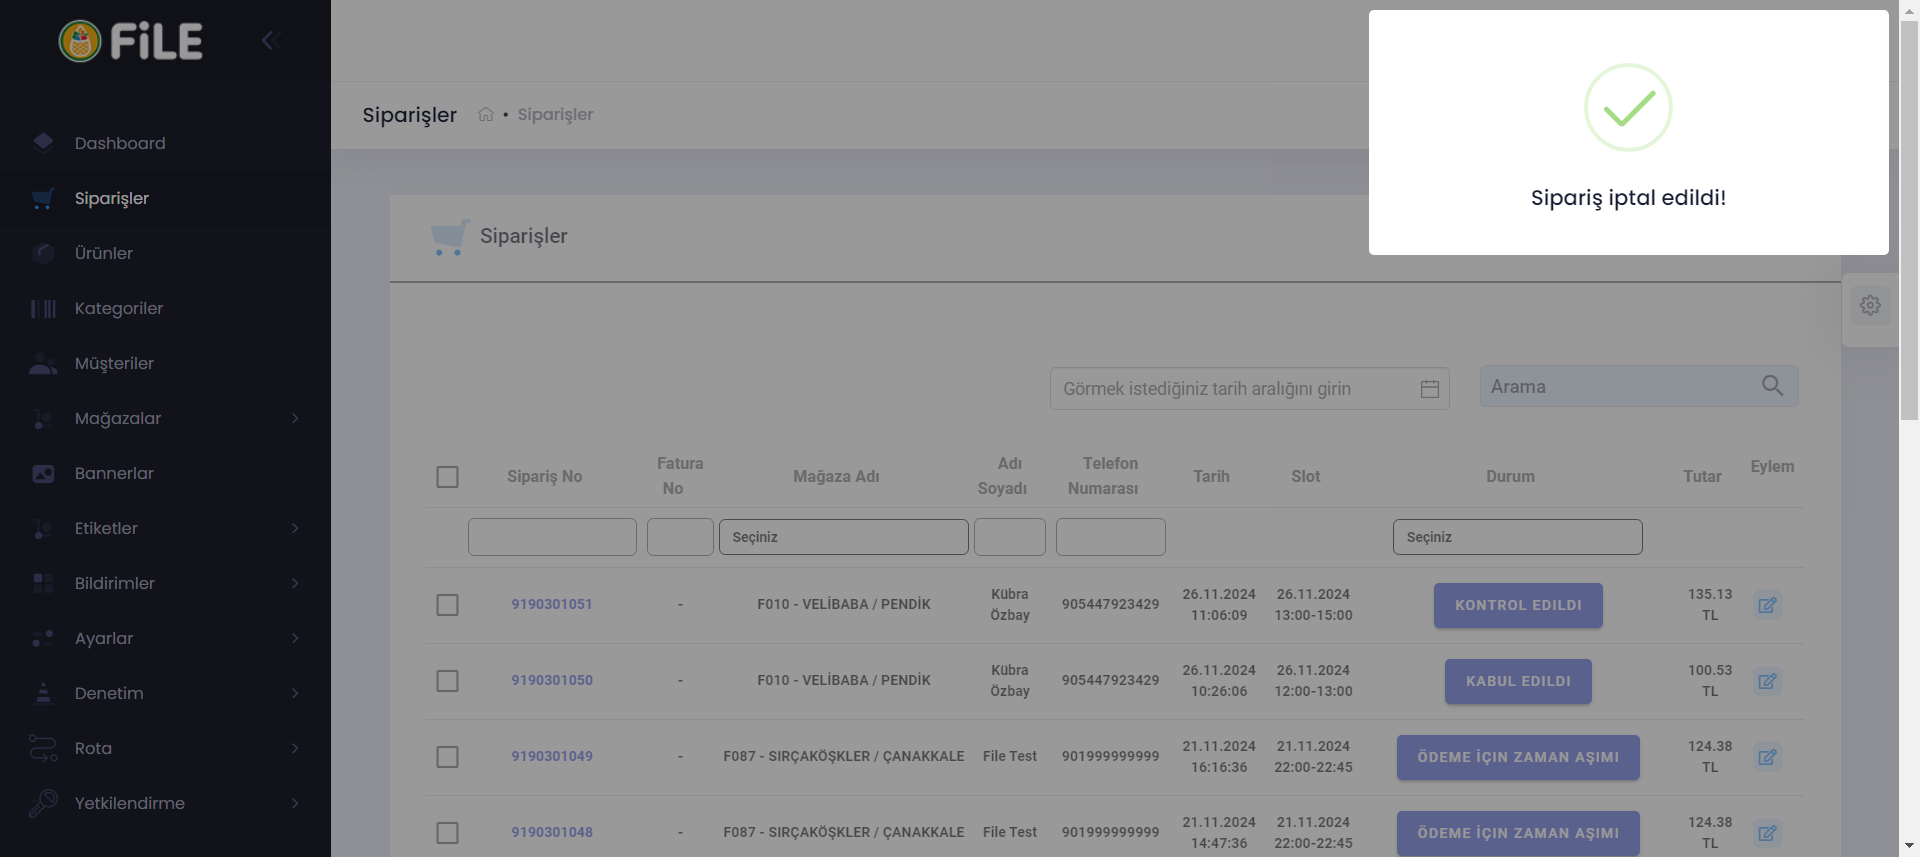 FiLE
Dashboard
Siparişler
Ürünler
Kategoriler
Müşteriler
Mağazalar
Bannerlar
Etiketler
Bildirimler
Ayarlar
Denetim
Rota
Yetkilendirme
Siparişler • Siparişler
Sipariş iptal edildi!
Siparişler
Görmek istediğiniz tarih aralığını girin
Arama
Sipariş No Fatura No Mağaza Adı Adı Soyadı Telefon Numarası Tarih Slot Durum Tutar Eylem
Seçiniz Seçiniz
9190301051 - F010 - VELİBABA / PENDİK Kübra Özbay 905447923429 26.11.2024 11:06:09 26.11.2024 13:00-15:00 KONTROL EDILDI 135.13 TL
9190301050 - F010 - VELİBABA / PENDİK Kübra Özbay 905447923429 26.11.2024 10:26:06 26.11.2024 12:00-13:00 KABUL EDILDI 100.53 TL
9190301049 - F087 - SIRÇAKÖŞKLER / ÇANAKKALE File Test 901999999999 21.11.2024 16:16:36 21.11.2024 22:00-22:45 ÖDEME İÇİN ZAMAN AŞIMI 124.38 TL
9190301048 - F087 - SIRÇAKÖŞKLER / ÇANAKKALE File Test 901999999999 21.11.2024 14:47:36 21.11.2024 22:00-22:45 ÖDEME İÇİN ZAMAN AŞIMI 124.38 TL